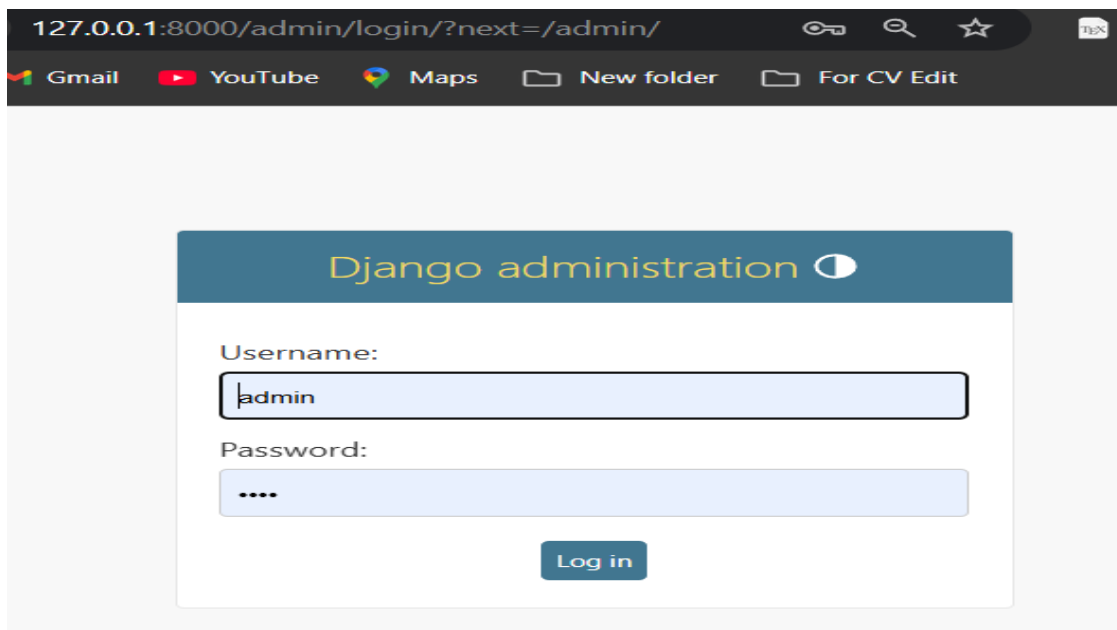 127.0.0.1:8000/admin/login/?next=/admin/
TEX
Gmail YouTube Maps New folder For CV Edit
Django administration
Username:
admin
Password:
••••
Log in